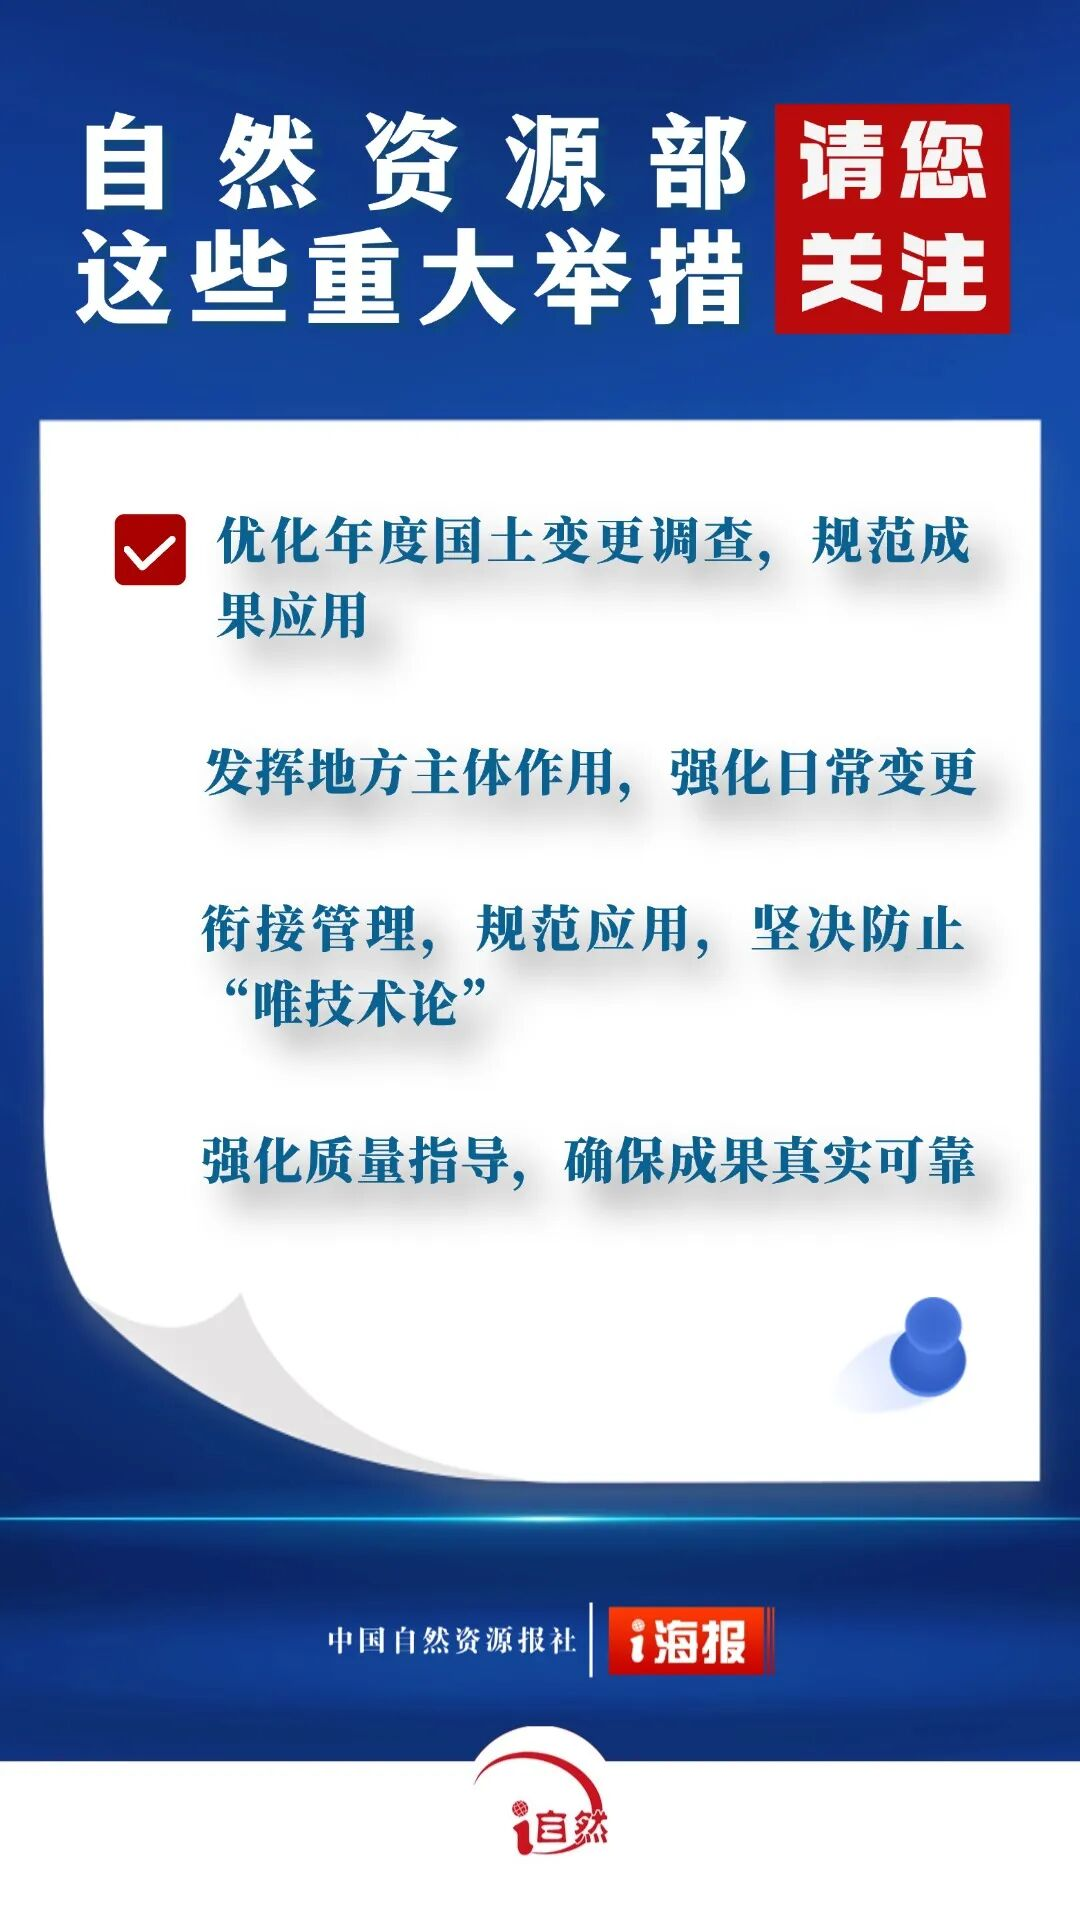 自然资源部
这些重大举措
请您
关注
优化年度国土变更调查，规范成
果应用
发挥地方主体作用，强化日常变更
衔接管理，规范应用，坚决防止
“唯技术论”
强化质量指导，确保成果真实可靠
中国自然资源报社
i海报
i自然